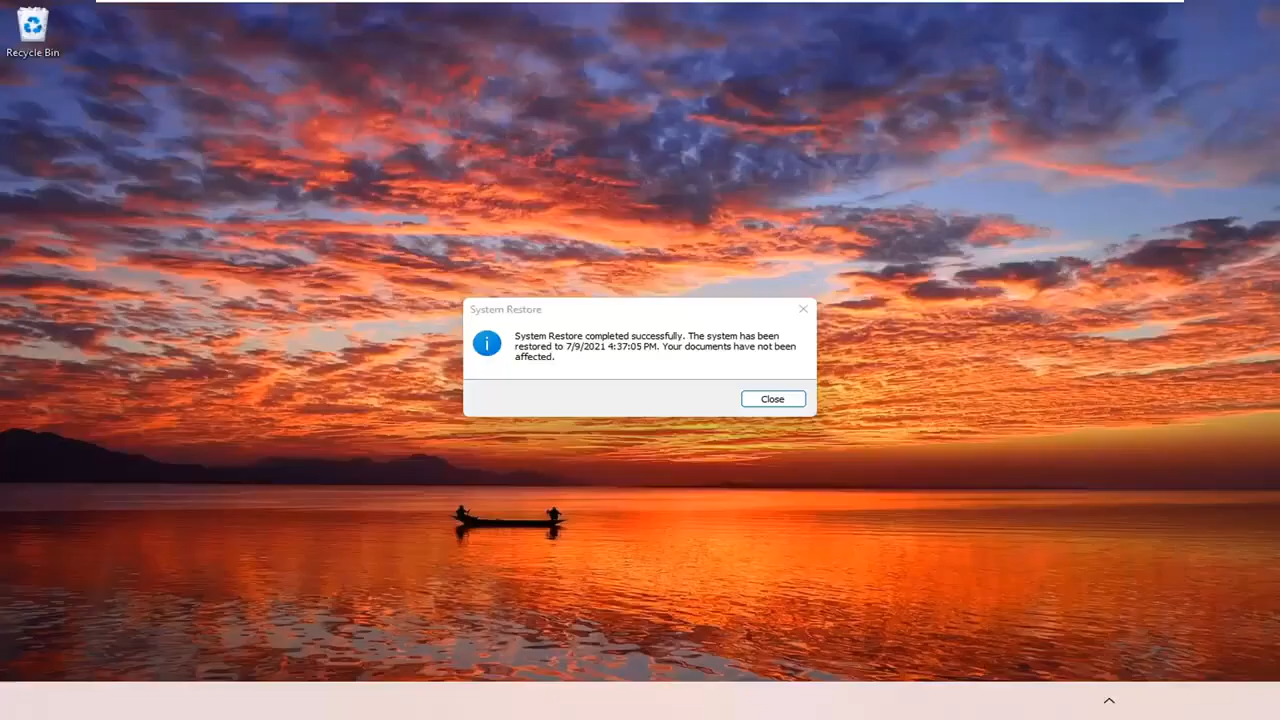 Recycle Bin
System Restore
System Restore completed successfully. The system has been
restored to 7/9/2021 4:37:05 PM. Your documents have not been
affected.
Close